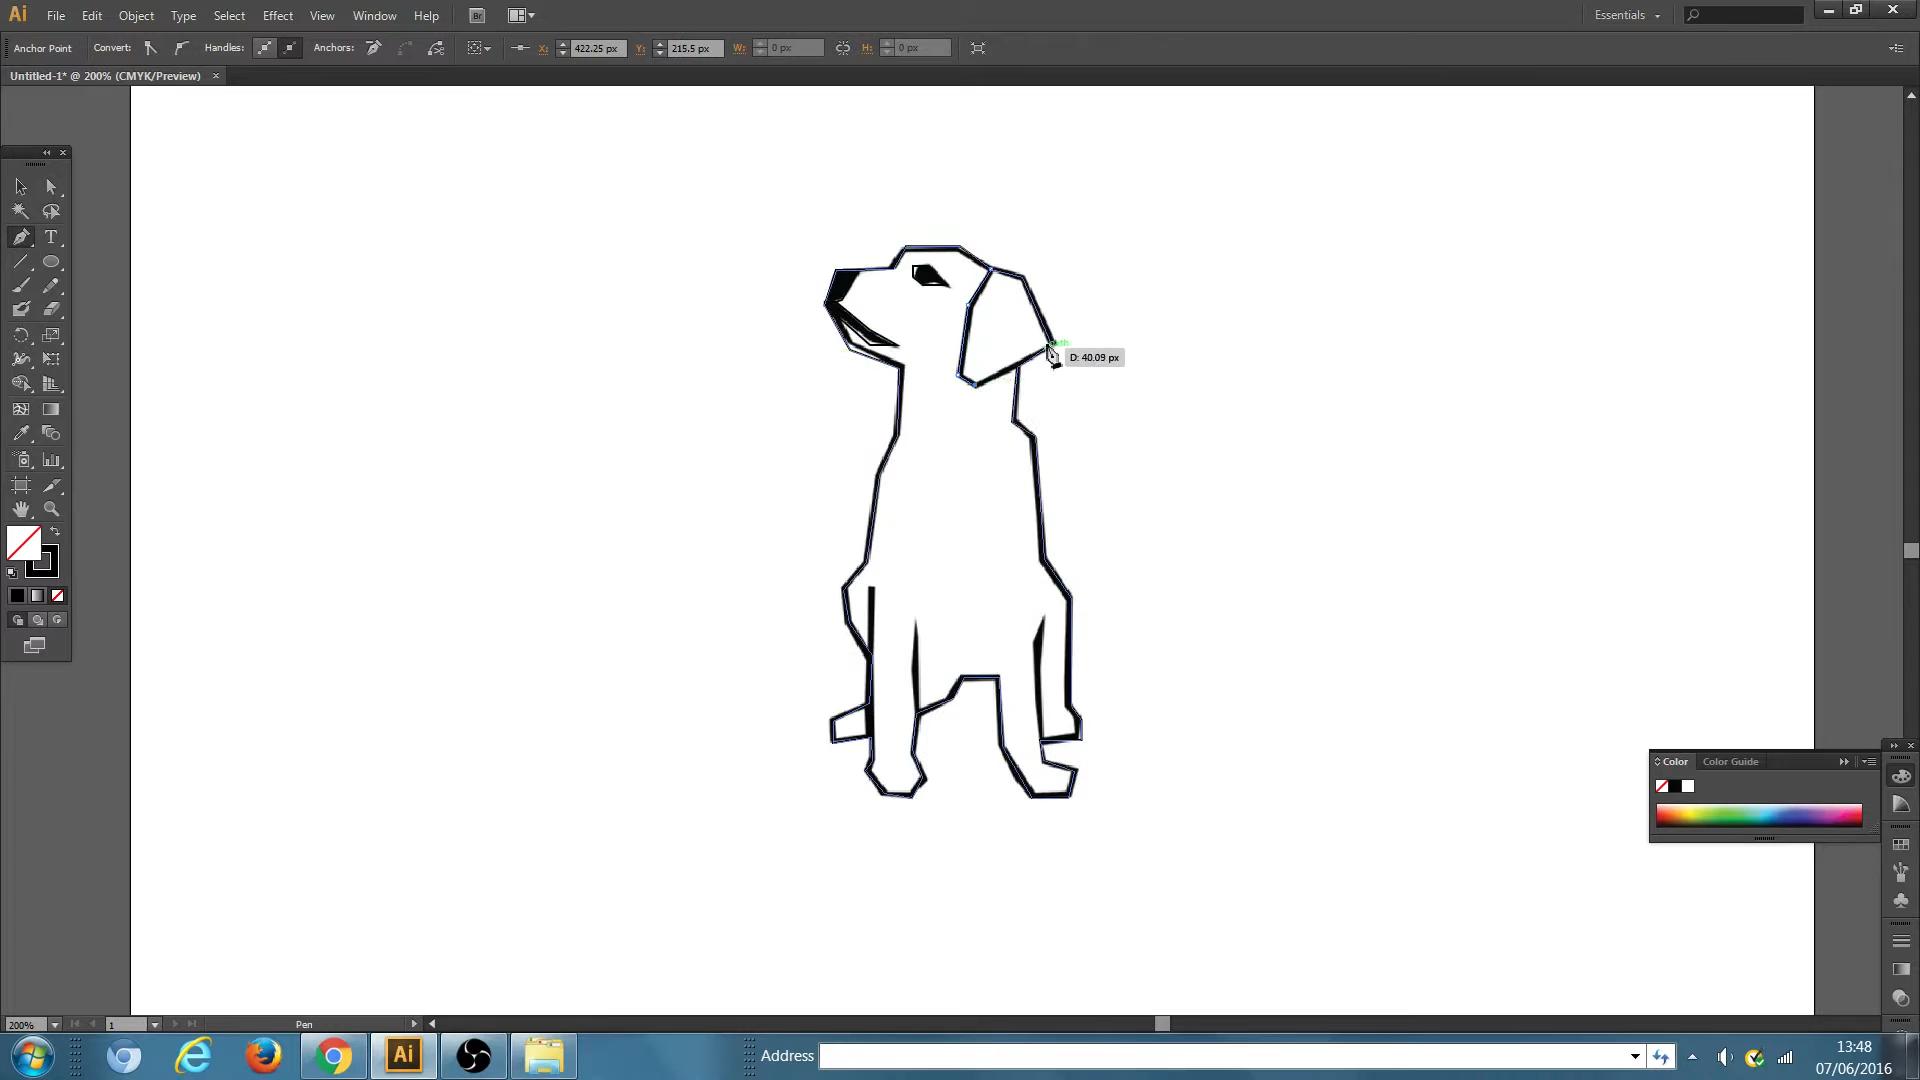 Ai File Edit Object Type Select Effect View Window Help Br Essentials
Anchor Point Convert: Handles: Anchors: X: 422.25 px Y: 215.5 px W: 0 px H: 0 px
Untitled-1* @ 200% (CMYK/Preview)
T
D: 40.09 px
Color Color Guide
200% 1 Pen
Ai Address
13:48
07/06/2016